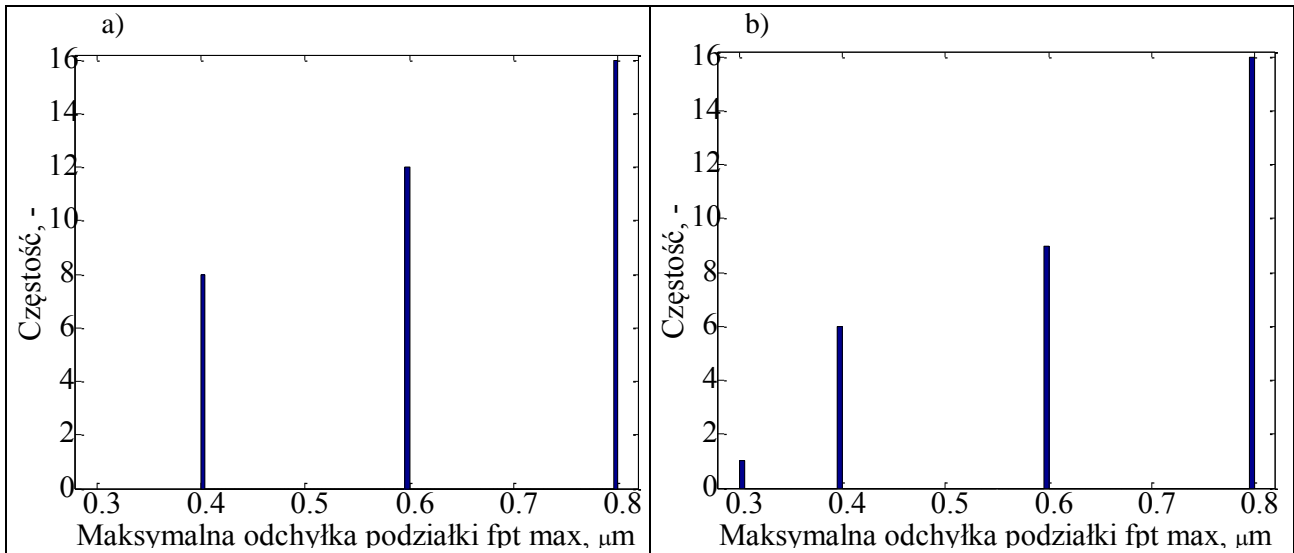 a)
16
14
12
10
8
6
4
2
0
Częstość, -
0.3 0.4 0.5 0.6 0.7 0.8
Maksymalna odchyłka podziałki fpt max, μm
b)
16
14
12
10
8
6
4
2
0
Częstość, -
0.3 0.4 0.5 0.6 0.7 0.8
Maksymalna odchyłka podziałki fpt max, μm